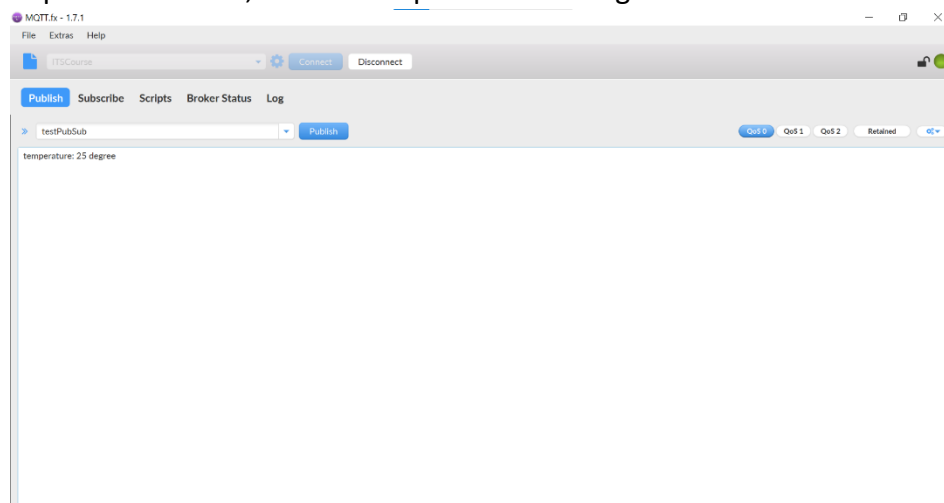 MQTT.fx - 1.7.1
File Extras Help
ITSCourse Connect Disconnect
Publish Subscribe Scripts Broker Status Log
testPubSub Publish QoS 0 QoS 1 QoS 2 Retained
temperature: 25 degree